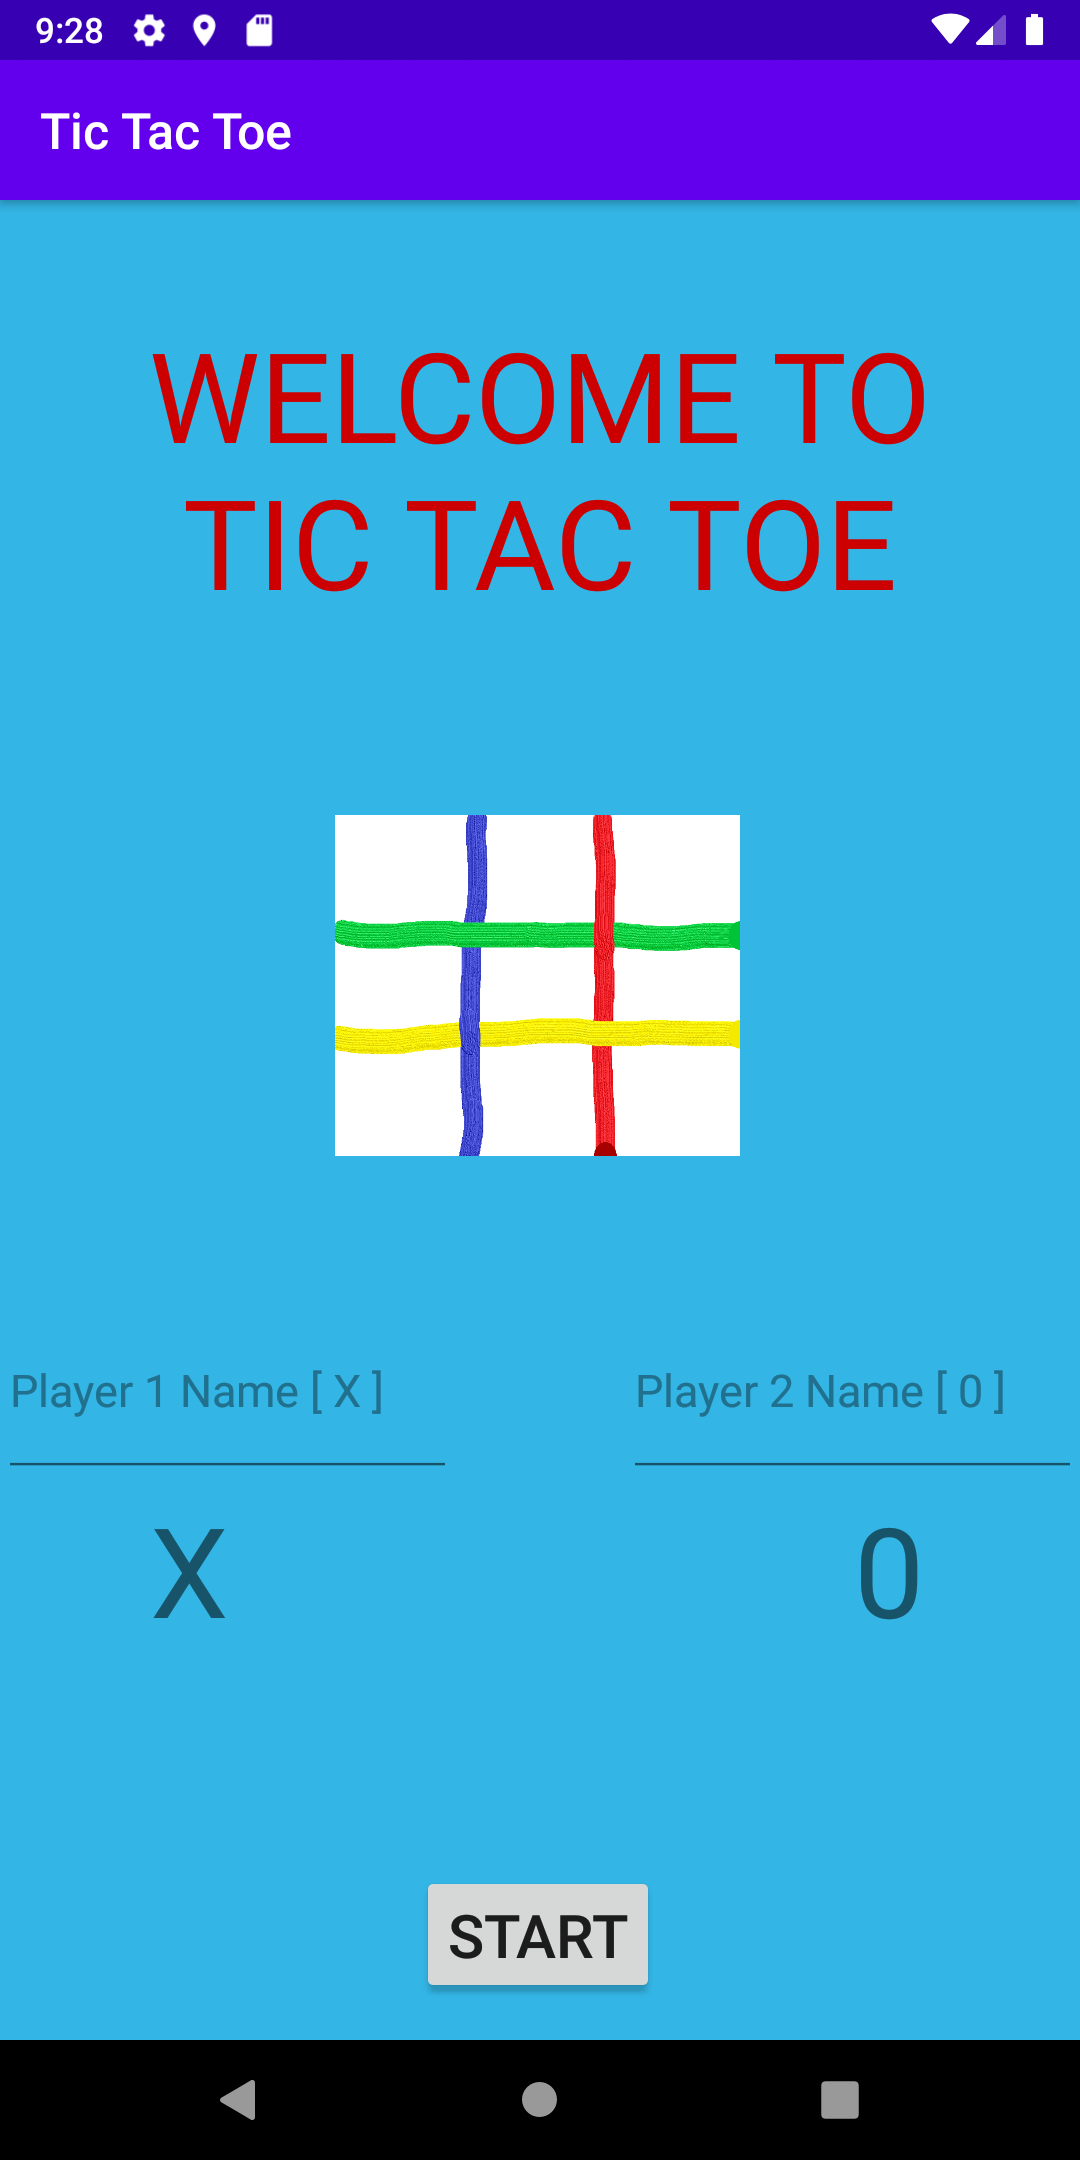 9:28
Tic Tac Toe
WELCOME TO
TIC TAC TOE
Player 1 Name [ X ]
Player 2 Name [ 0 ]
X
0
START